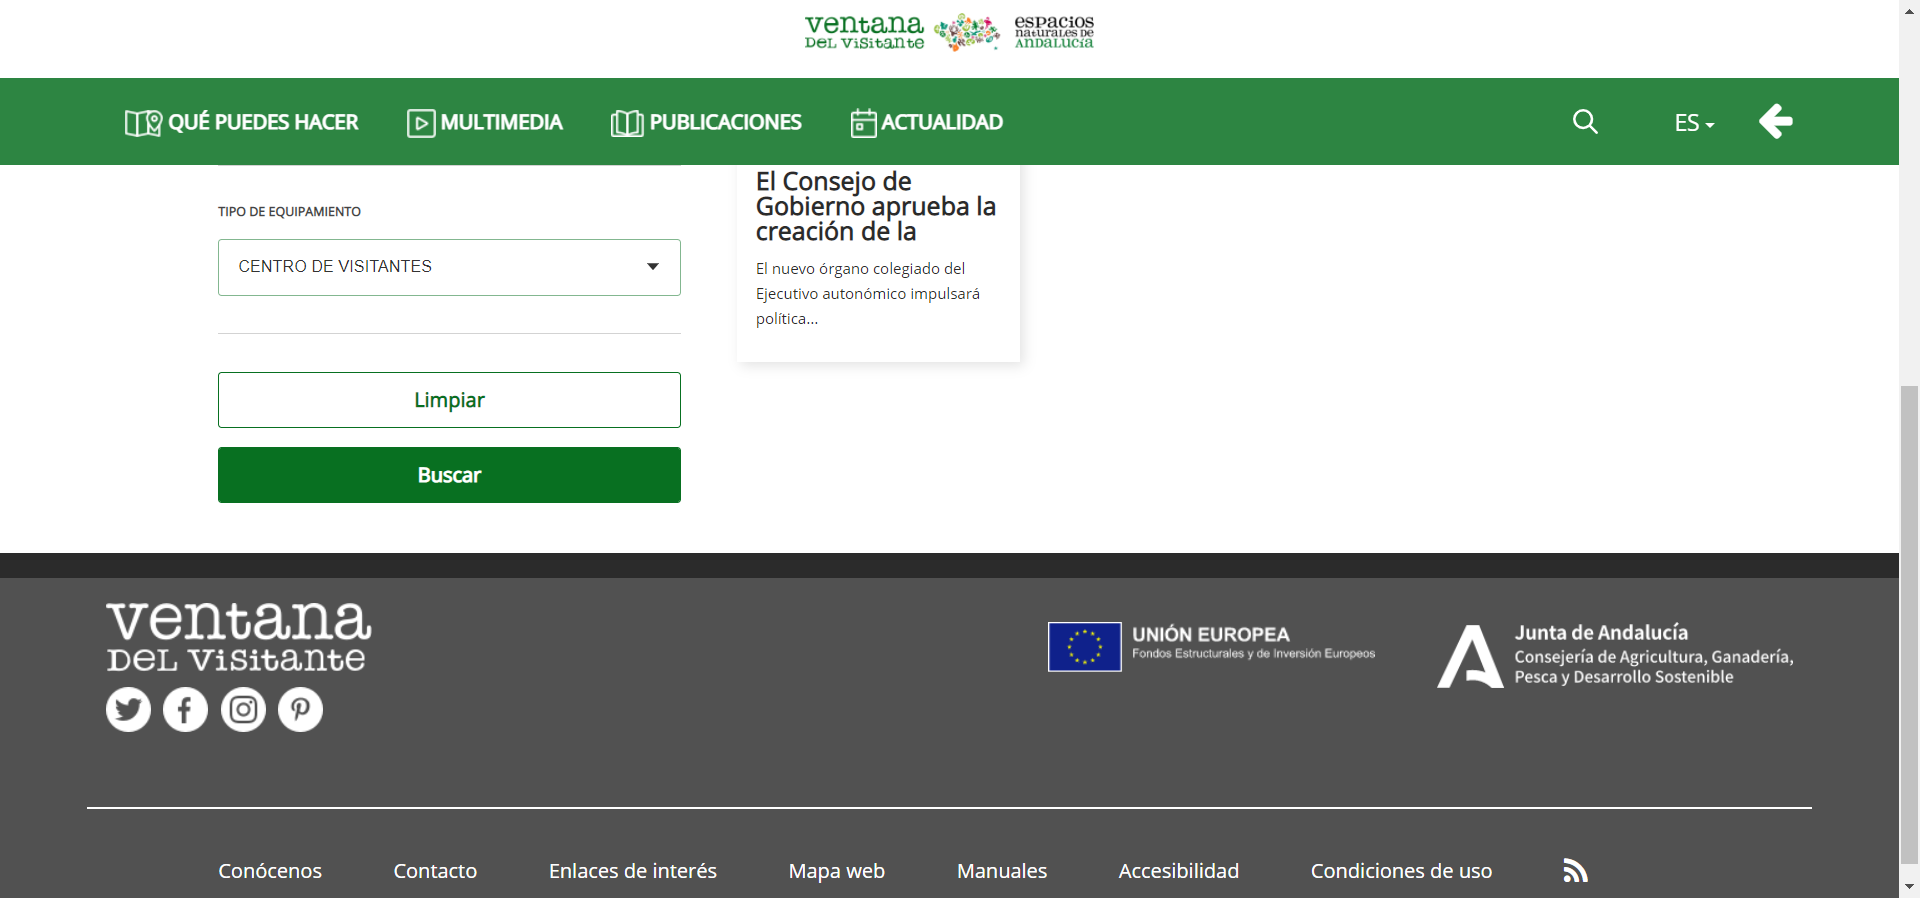 ventana
DEL visitante
espacios
naturales de
ANDALUCÍA
QUÉ PUEDES HACER
MULTIMEDIA
PUBLICACIONES
ACTUALIDAD
ES
TIPO DE EQUIPAMIENTO
CENTRO DE VISITANTES
Limpiar
Buscar
El Consejo de
Gobierno aprueba la
creación de la
El nuevo órgano colegiado del
Ejecutivo autonómico impulsará
política...
ventana
DEL visitante
UNIÓN EUROPEA
Fondos Estructurales y de Inversión Europeos
Junta de Andalucía
Consejería de Agricultura, Ganadería,
Pesca y Desarrollo Sostenible
Conócenos
Contacto
Enlaces de interés
Mapa web
Manuales
Accesibilidad
Condiciones de uso